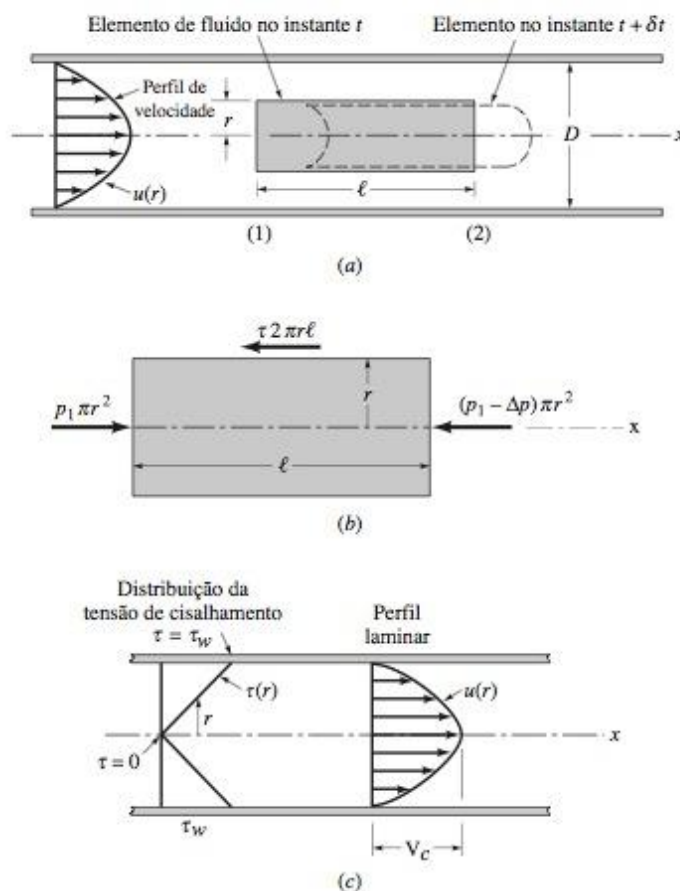 Elemento de fluido no instante t
Elemento no instante t + δt
Perfil de
velocidade
r
D
x
u(r)
ℓ
(1)
(2)
(a)
τ 2 πrℓ
p₁ πr²
r
(p₁ − Δp) πr²
x
ℓ
(b)
Distribuição da
tensão de cisalhamento
τ = τw
Perfil
laminar
τ(r)
u(r)
r
x
τ = 0
τw
Vc
(c)